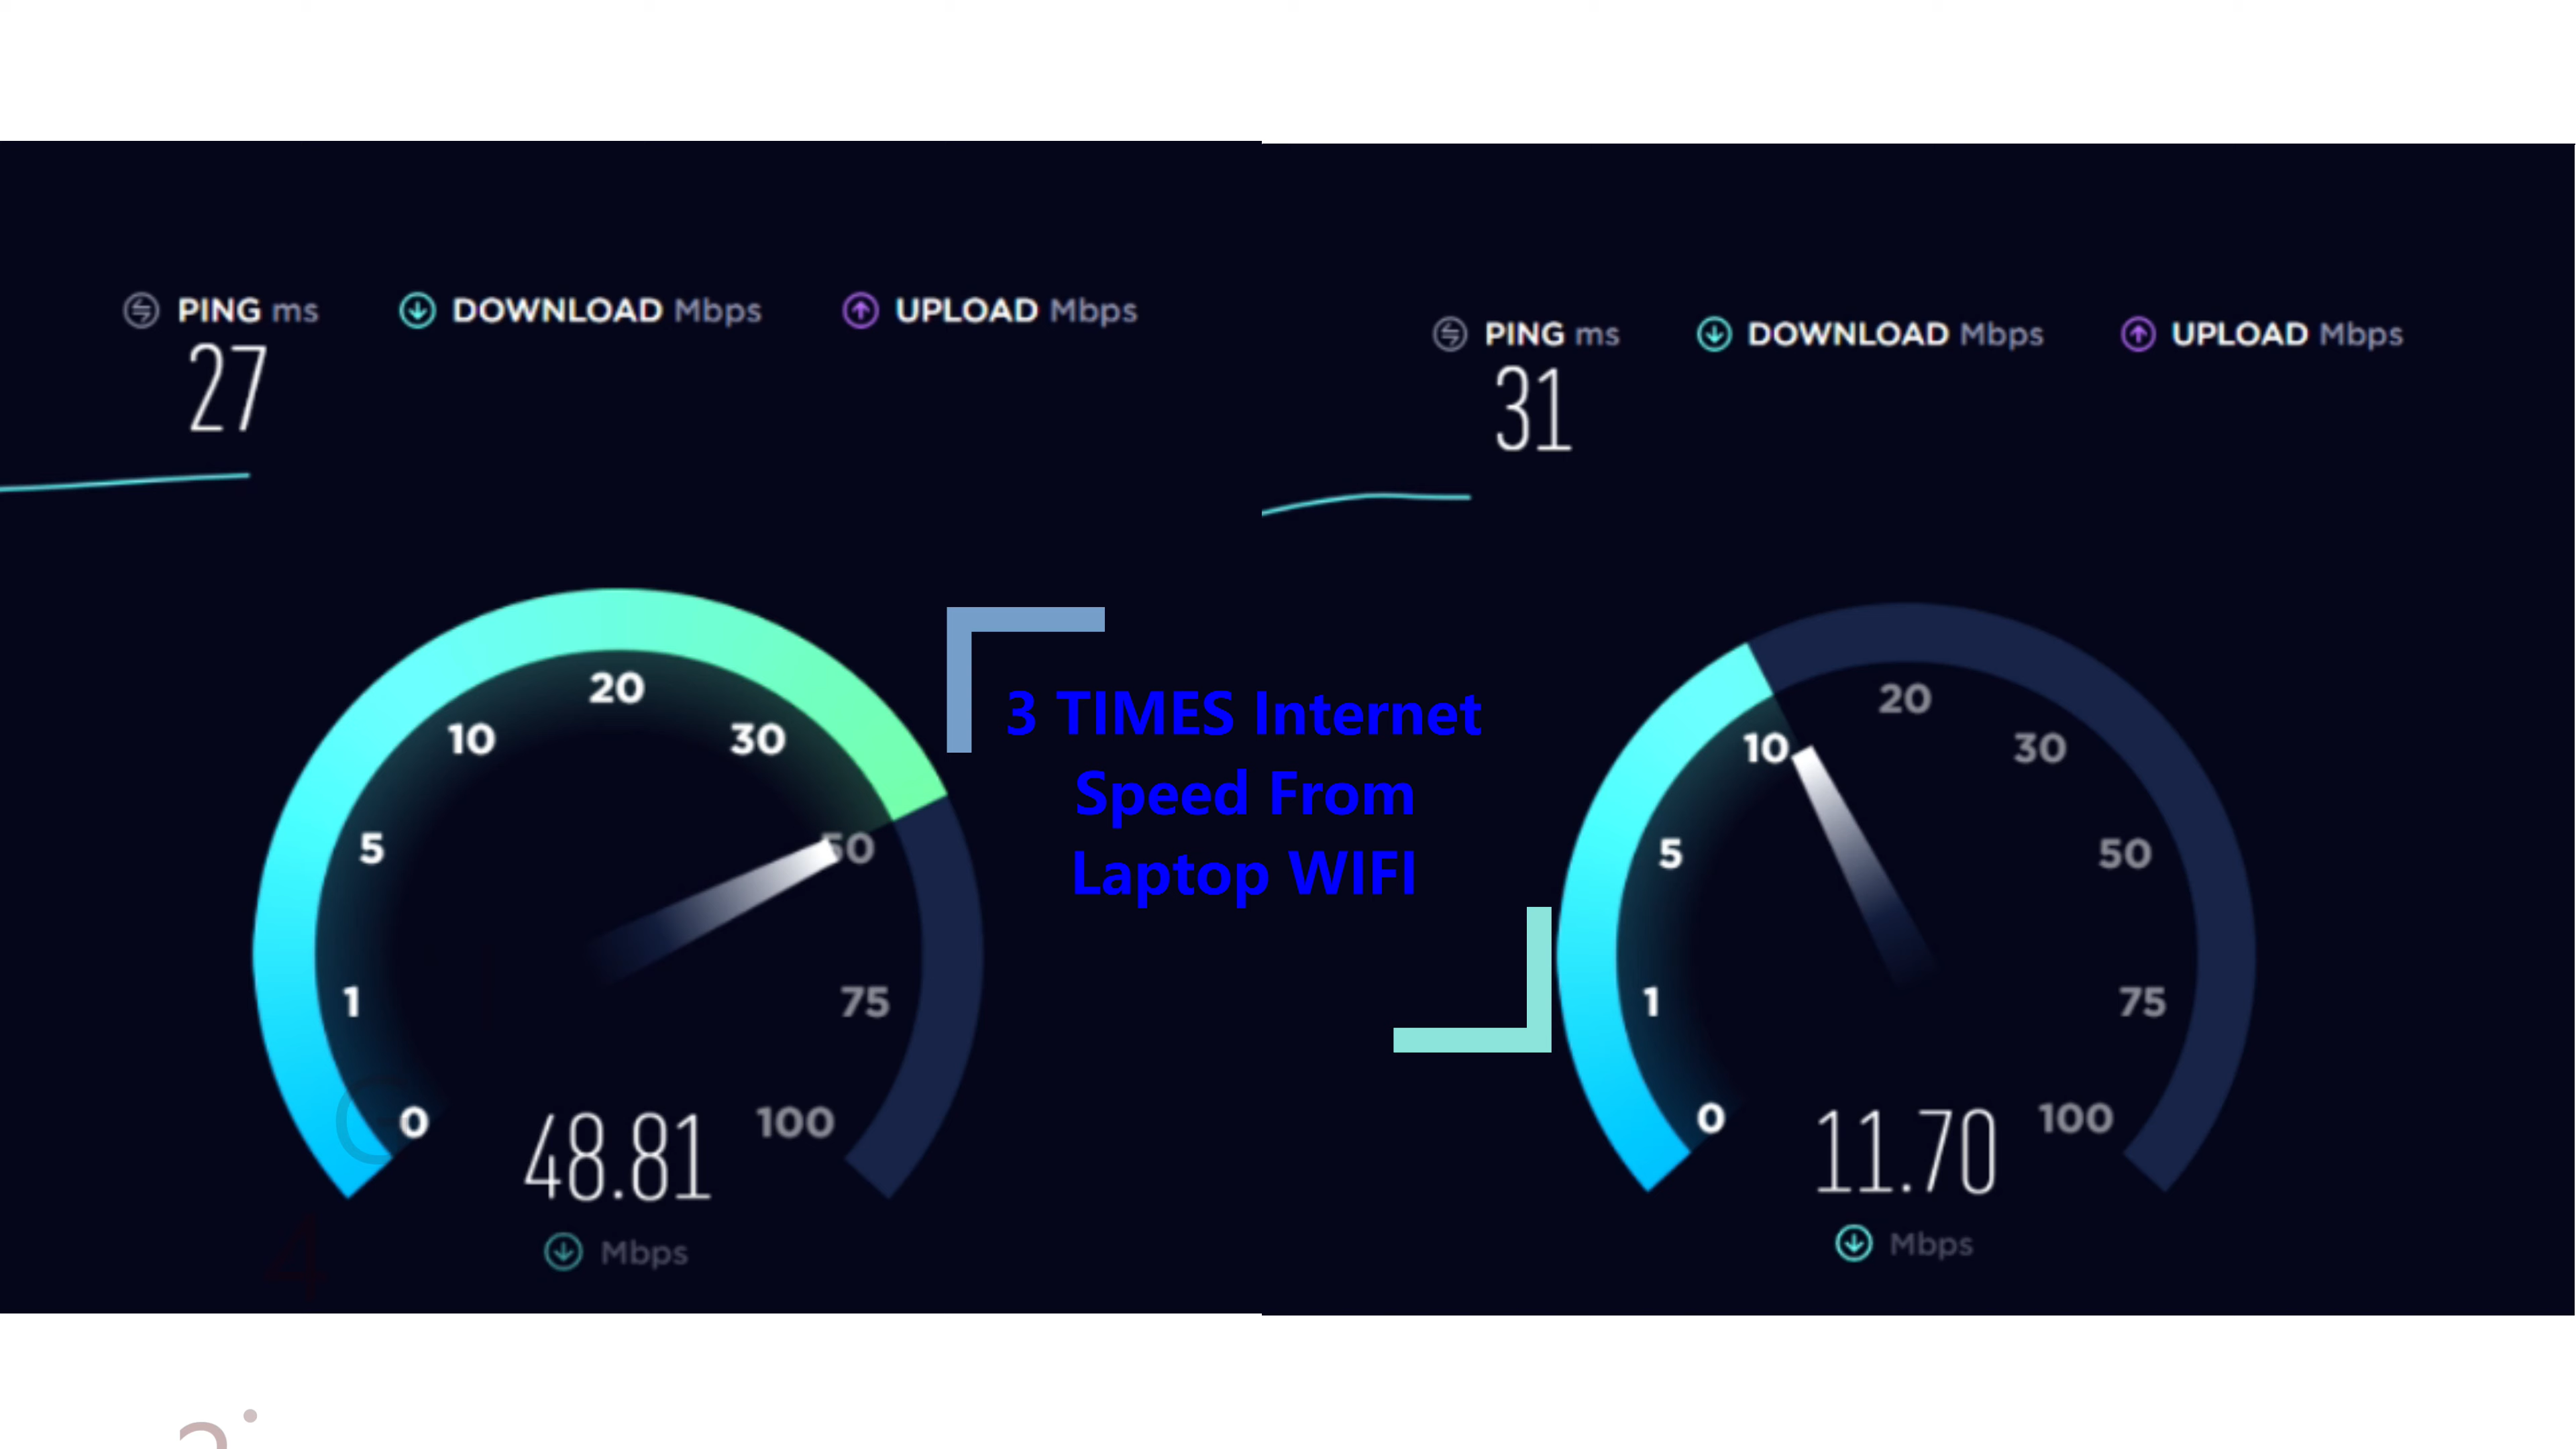 PING ms DOWNLOAD Mbps UPLOAD Mbps
27
10 20 30
5 50
1 75
0 100
48.81
Mbps
3 TIMES Internet
Speed From
Laptop WIFI
PING ms DOWNLOAD Mbps UPLOAD Mbps
31
10 20 30
5 50
1 75
0 100
11.70
Mbps
4